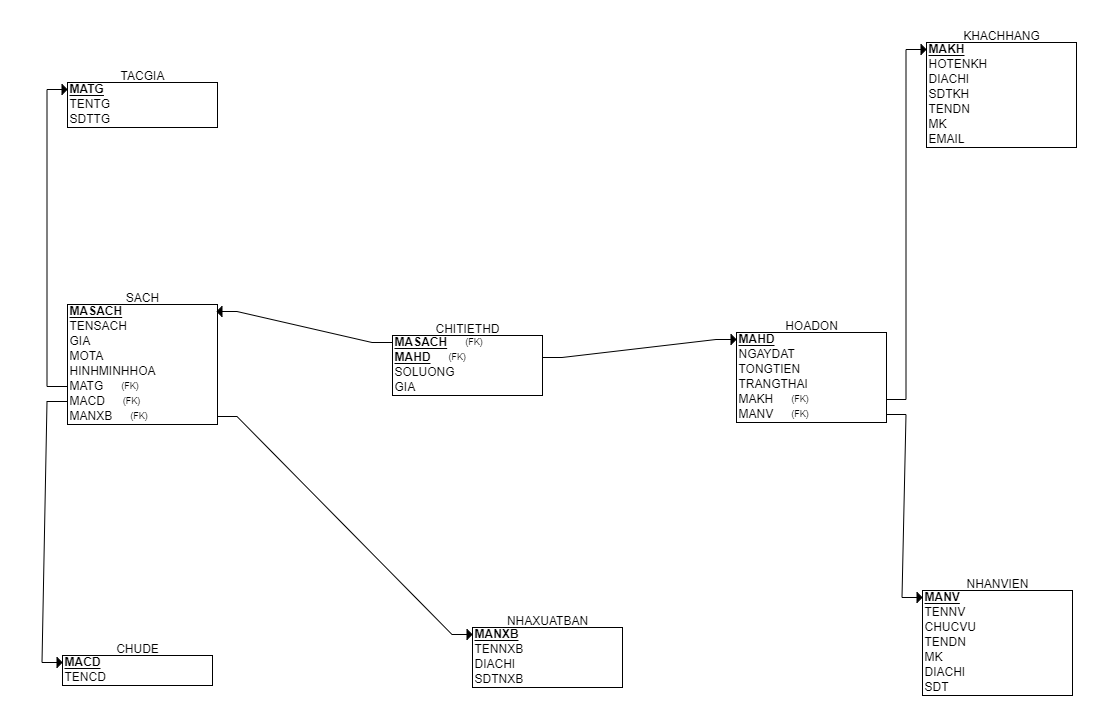 TACGIA
MATG
TENTG
SDTTG
KHACHHANG
MAKH
HOTENKH
DIACHI
SDTKH
TENDN
MK
EMAIL
SACH
MASACH
TENSACH
GIA
MOTA
HINHMINHHOA
MATG (FK)
MACD (FK)
MANXB (FK)
CHITIETHD
MASACH (FK)
MAHD (FK)
SOLUONG
GIA
HOADON
MAHD
NGAYDAT
TONGTIEN
TRANGTHAI
MAKH (FK)
MANV (FK)
CHUDE
MACD
TENCD
NHAXUATBAN
MANXB
TENNXB
DIACHI
SDTNXB
NHANVIEN
MANV
TENNV
CHUCVU
TENDN
MK
DIACHI
SDT